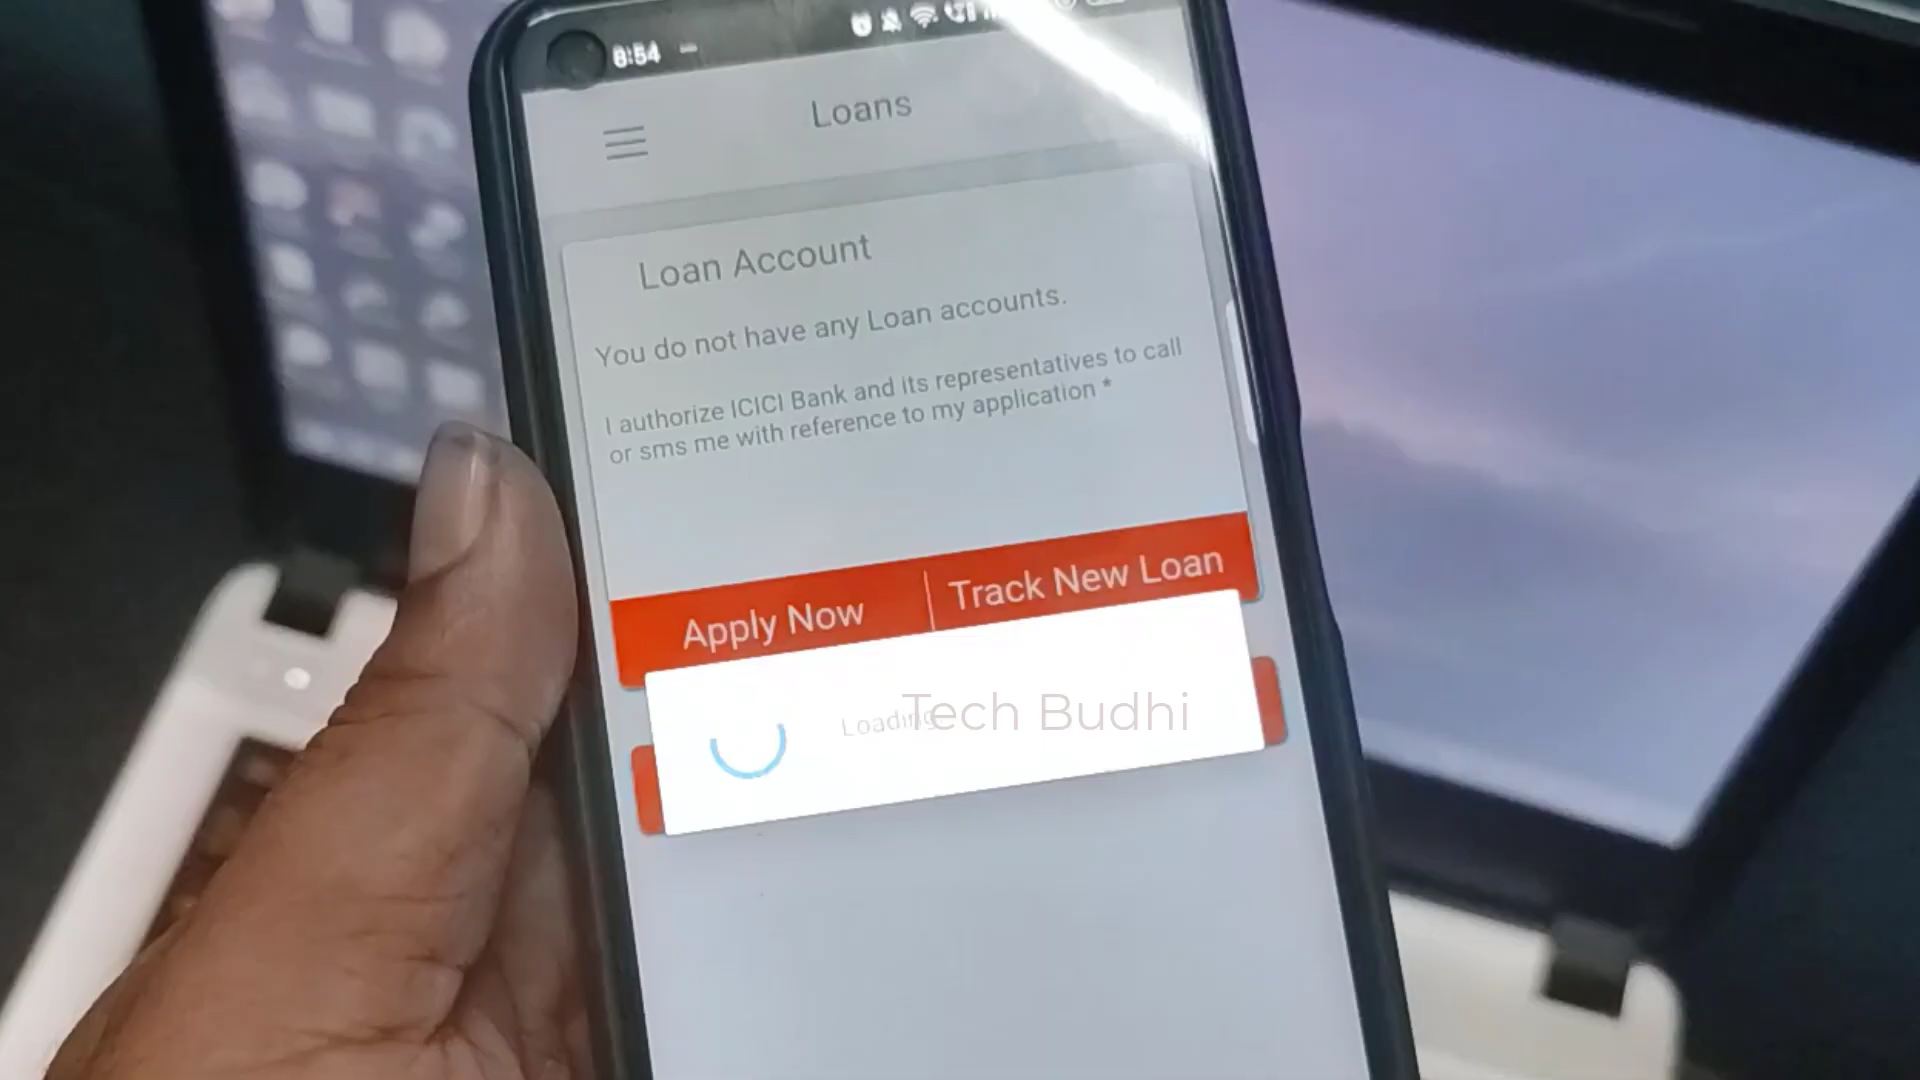 8:54
Loans
Loan Account
You do not have any Loan accounts.
I authorize ICICI Bank and its representatives to call
or sms me with reference to my application *
Apply Now
Track New Loan
Loading
Tech Budhi